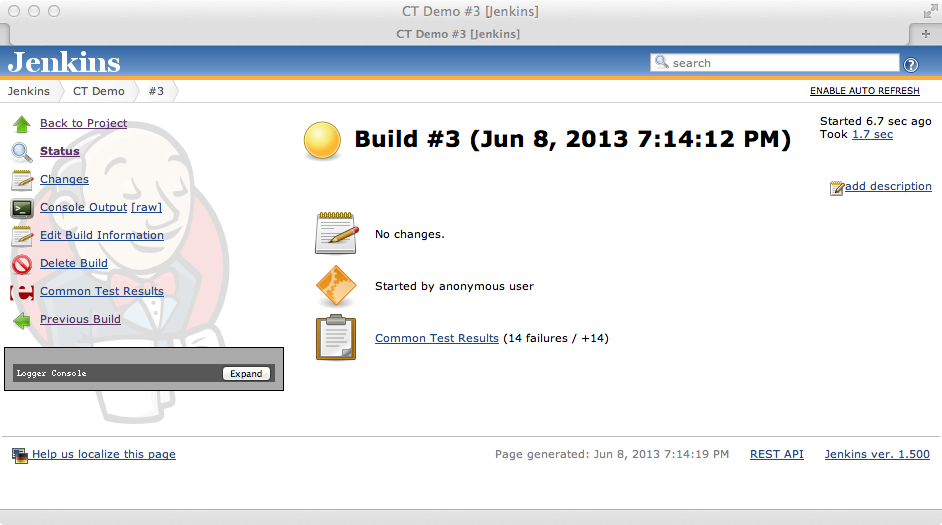 CT Demo #3 [Jenkins]
CT Demo #3 [Jenkins]
Jenkins
search
Jenkins CT Demo #3
ENABLE AUTO REFRESH
Back to Project
Status
Changes
Console Output [raw]
Edit Build Information
Delete Build
Common Test Results
Previous Build
Logger Console Expand
Build #3 (Jun 8, 2013 7:14:12 PM)
Started 6.7 sec ago
Took 1.7 sec
add description
No changes.
Started by anonymous user
Common Test Results (14 failures / +14)
Help us localize this page
Page generated: Jun 8, 2013 7:14:19 PM REST API Jenkins ver. 1.500